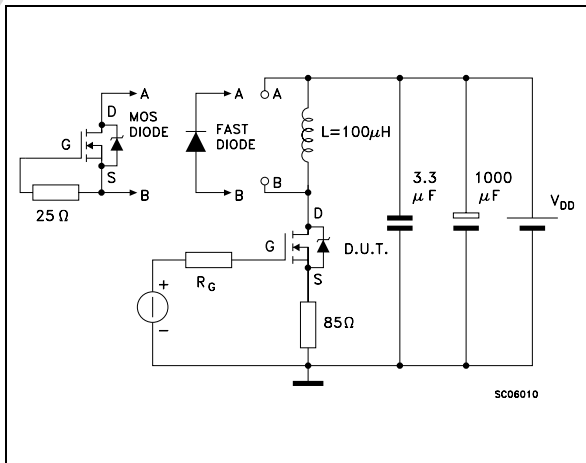 A
D
MOS
DIODE
G
S
B
25 Ω
A
FAST
DIODE
B
A
L=100μH
B
D
G
D.U.T.
S
RG
+
−
85Ω
3.3
μF
1000
μF
VDD
SC06010